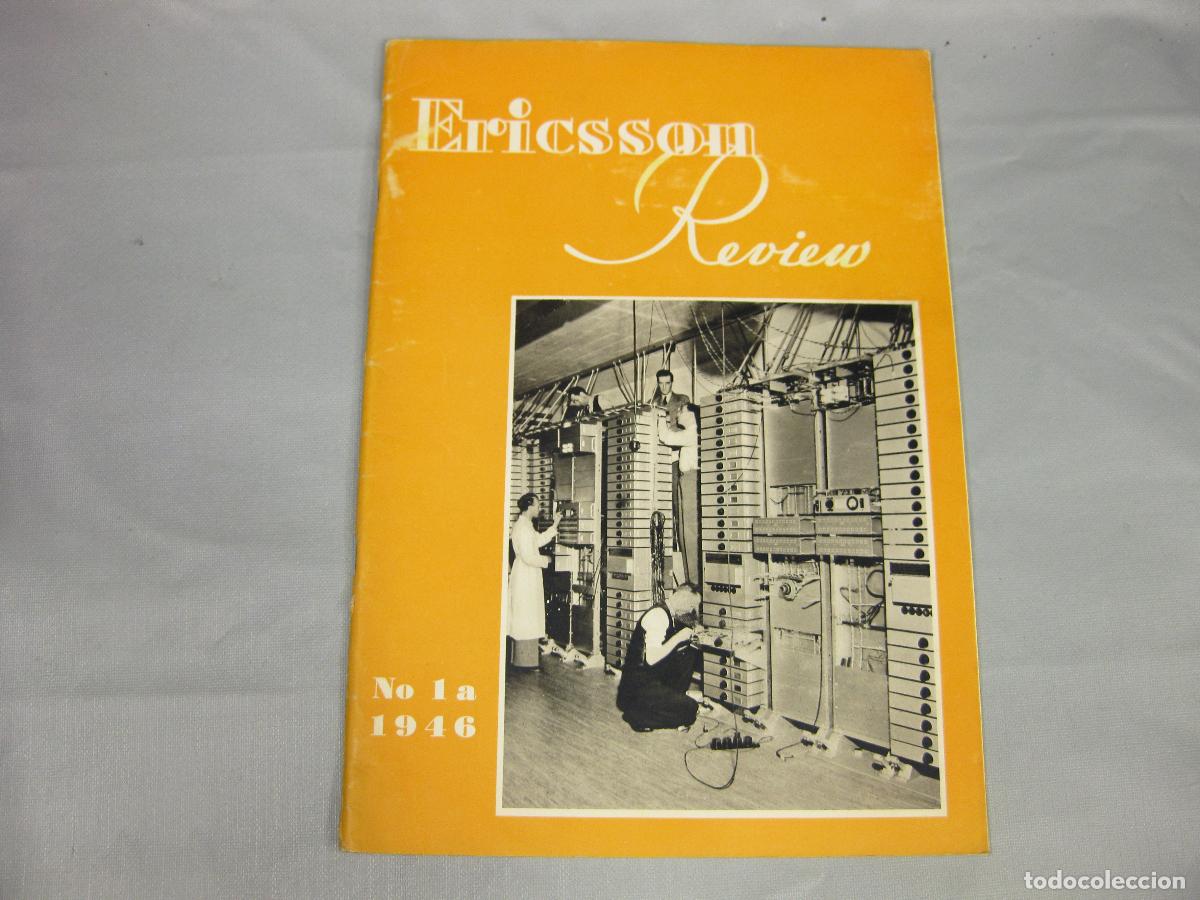 Ericsson
Review
No 1a
1946
todocoleccion